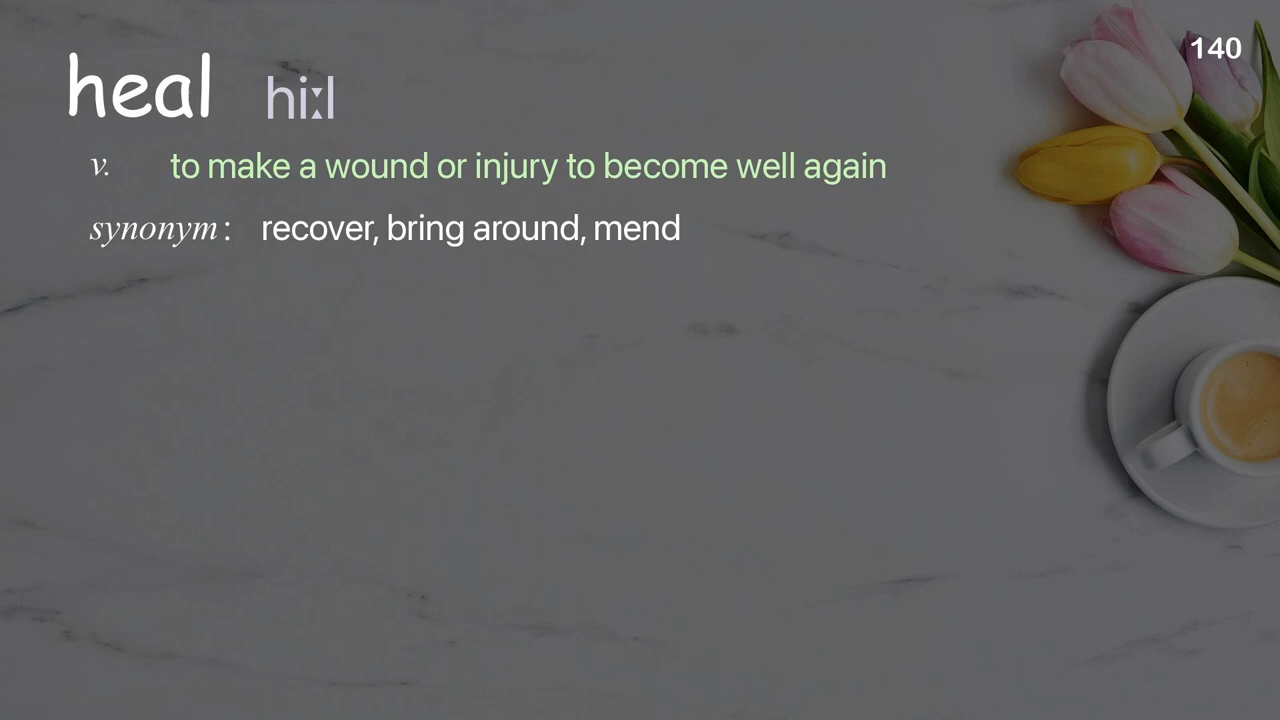 140
heal hiːl
v. to make a wound or injury to become well again
synonym : recover, bring around, mend